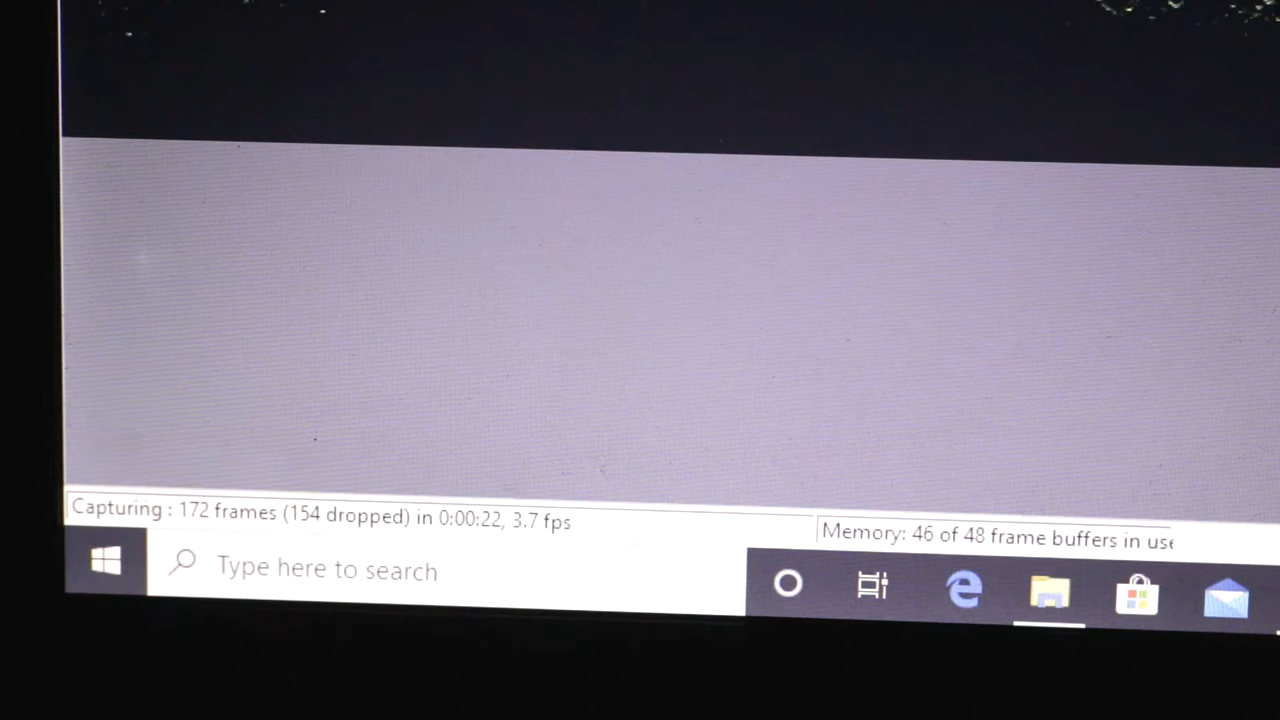 Capturing : 172 frames (154 dropped) in 0:00:22, 3.7 fps
Memory: 46 of 48 frame buffers in use
Type here to search